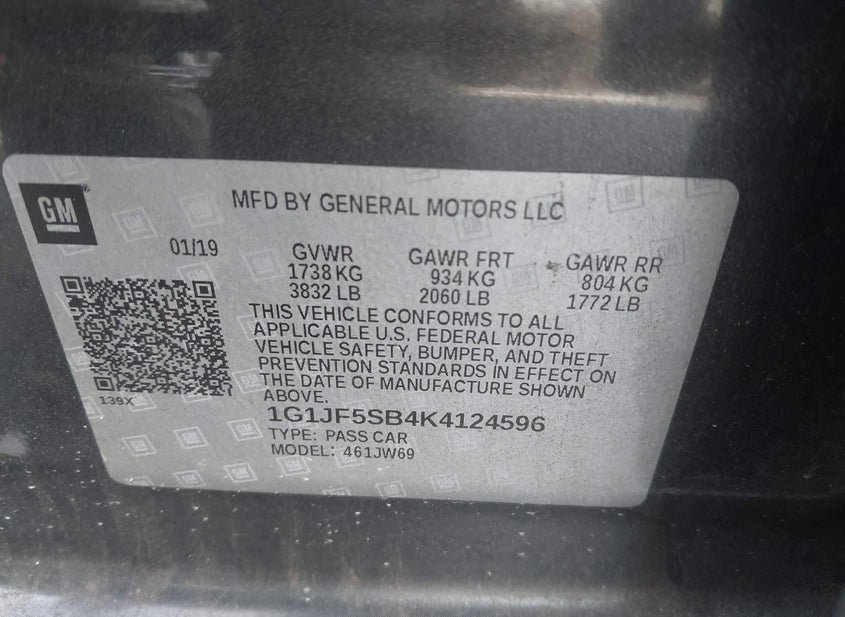 GM
MFD BY GENERAL MOTORS LLC
01/19 GVWR GAWR FRT GAWR RR
1738 KG 934 KG 804 KG
3832 LB 2060 LB 1772 LB
THIS VEHICLE CONFORMS TO ALL
APPLICABLE U.S. FEDERAL MOTOR
VEHICLE SAFETY, BUMPER, AND THEFT
PREVENTION STANDARDS IN EFFECT ON
THE DATE OF MANUFACTURE SHOWN
ABOVE.
139X
1G1JF5SB4K4124596
TYPE: PASS CAR
MODEL: 461JW69